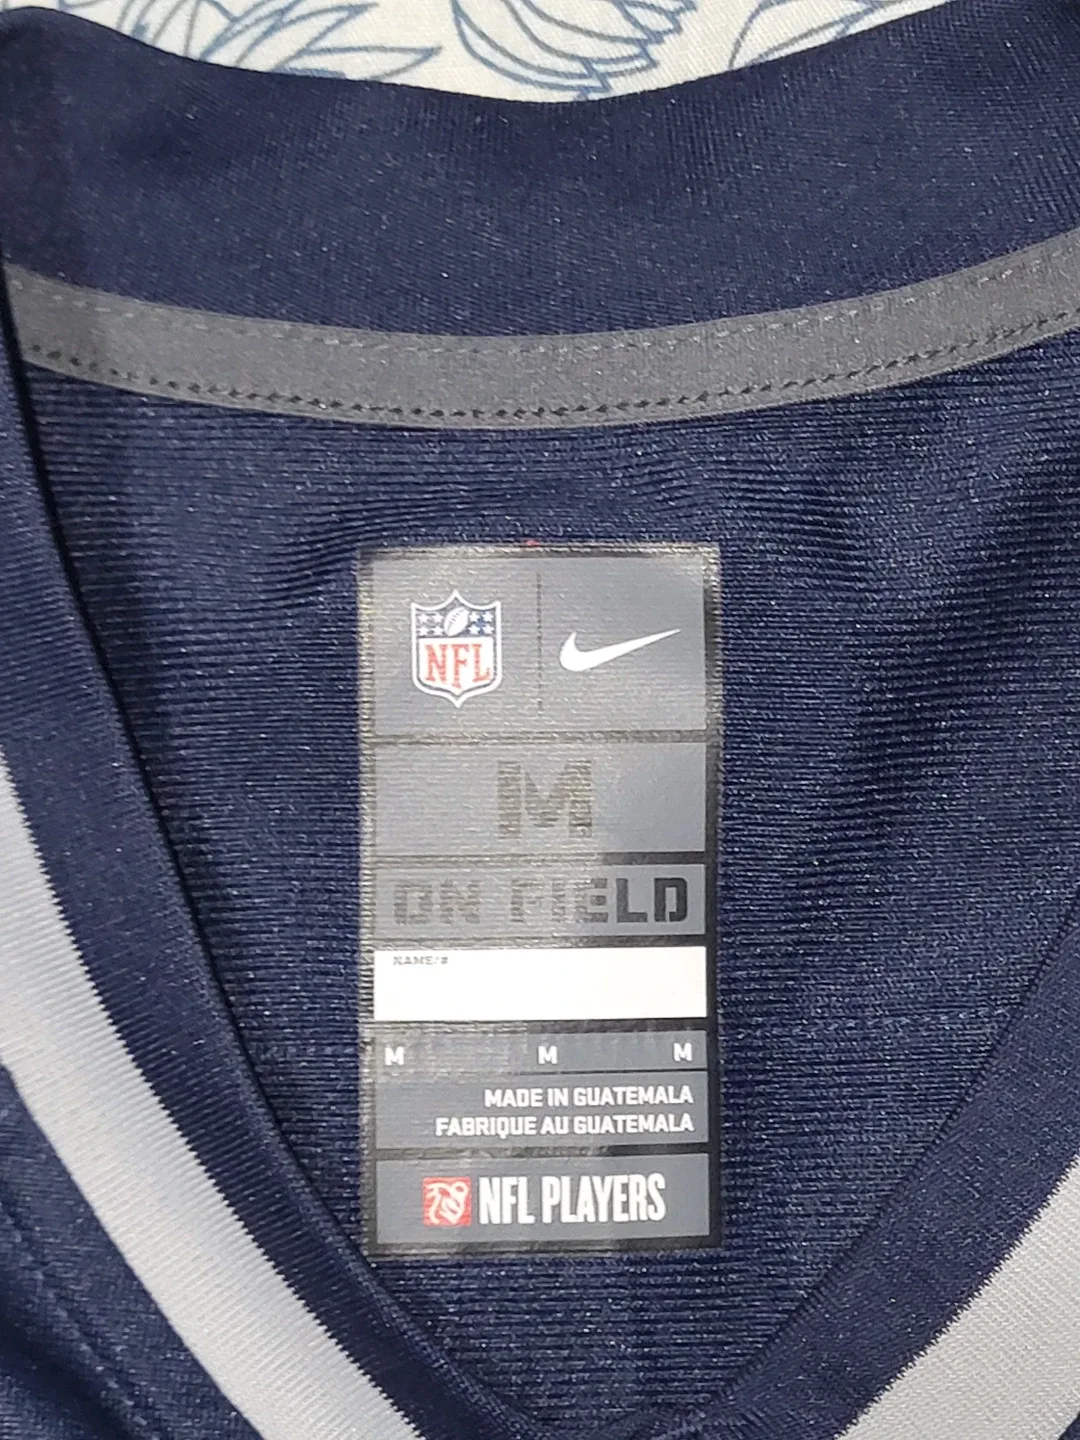 NFL
M
ON FIELD
NAME/#
M M M
MADE IN GUATEMALA
FABRIQUE AU GUATEMALA
NFL PLAYERS